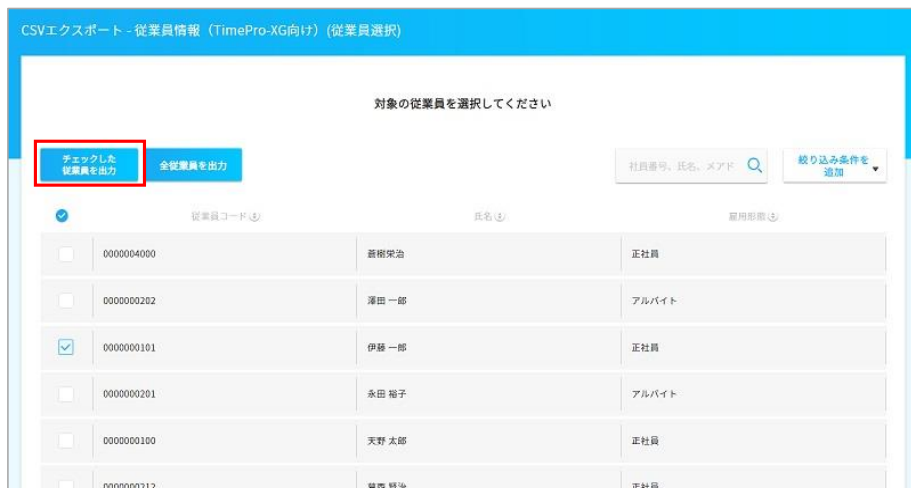 CSVエクスポート - 従業員情報（TimePro-XG向け）(従業員選択)
対象の従業員を選択してください
チェックした
従業員を出力
全従業員を出力
社員番号、氏名、メアド
絞り込み条件を
追加
従業員コード
氏名
雇用形態
0000004000
蒼樹栄治
正社員
0000000202
澤田 一郎
アルバイト
0000000101
伊藤 一郎
正社員
0000000201
永田 裕子
アルバイト
0000000100
天野 太郎
正社員
0000000212
正社員